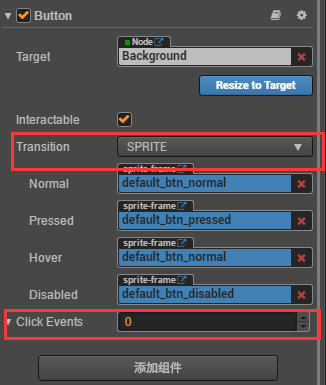 Button
Node
Target Background
Resize to Target
Interactable
Transition SPRITE
sprite-frame
Normal default_btn_normal
sprite-frame
Pressed default_btn_pressed
sprite-frame
Hover default_btn_normal
sprite-frame
Disabled default_btn_disabled
Click Events 0
添加组件